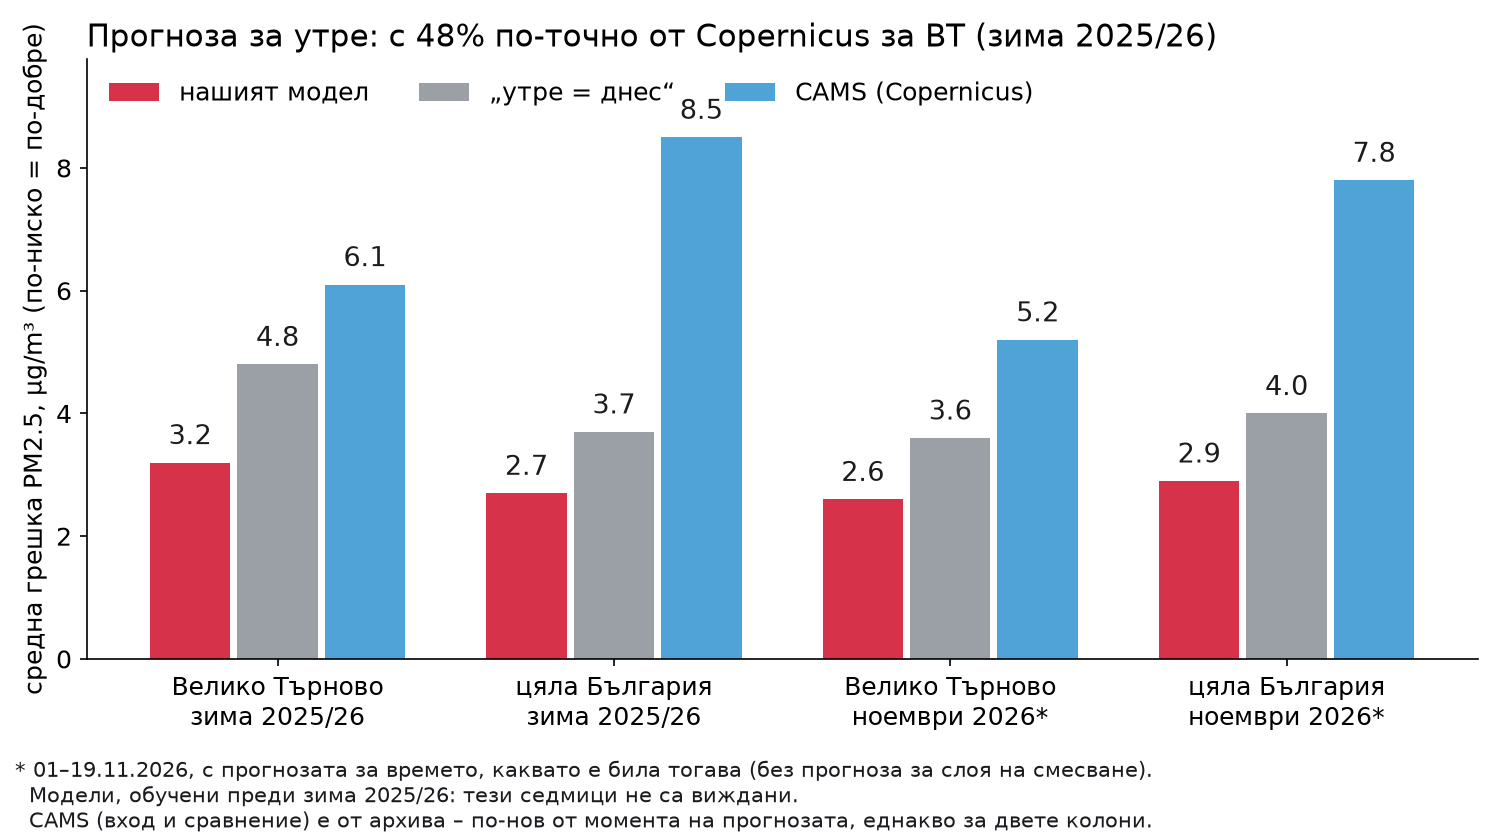 Прогноза за утре: с 48% по-точно от Copernicus за ВТ (зима 2025/26)
средна грешка PM2.5, µg/m³ (по-ниско = по-добре)
нашият модел
„утре = днес“
CAMS (Copernicus)
8
6
4
2
0
3.2
4.8
6.1
2.7
3.7
8.5
2.6
3.6
5.2
2.9
4.0
7.8
Велико Търново
зима 2025/26
цяла България
зима 2025/26
Велико Търново
ноември 2026*
цяла България
ноември 2026*
* 01–19.11.2026, с прогнозата за времето, каквато е била тогава (без прогноза за слоя на смесване).
Модели, обучени преди зима 2025/26: тези седмици не са виждани.
CAMS (вход и сравнение) е от архива – по-нов от момента на прогнозата, еднакво за двете колони.